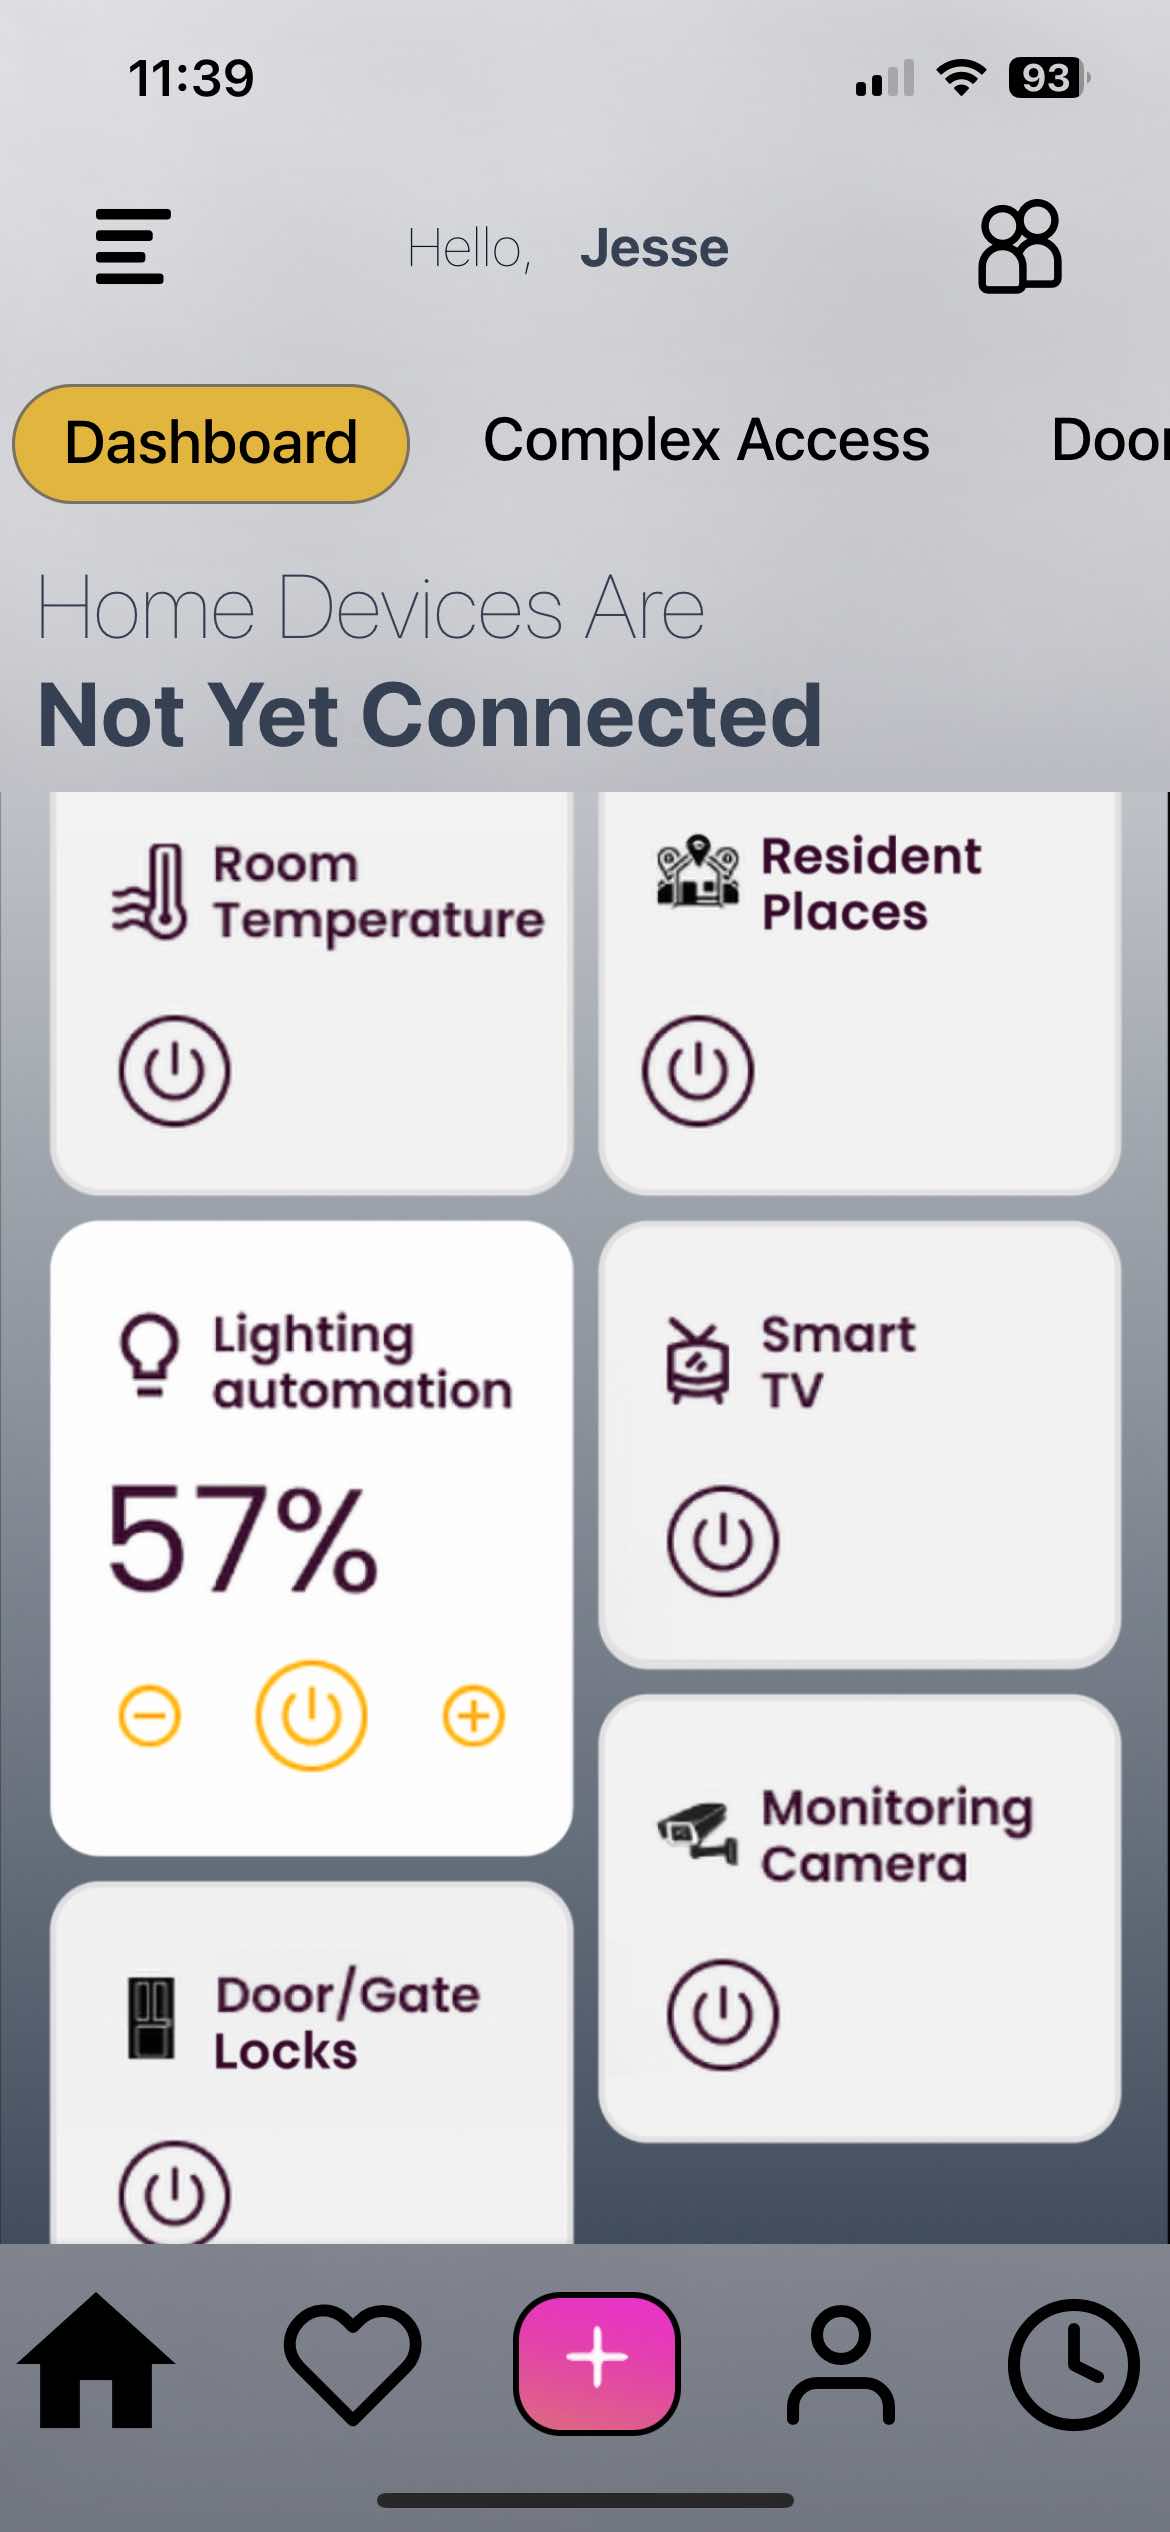 11:39
93
Hello, Jesse
Dashboard
Complex Access
Door
Home Devices Are
Not Yet Connected
Room
Temperature
Resident
Places
Lighting
automation
57%
Smart
TV
Monitoring
Camera
Door/Gate
Locks